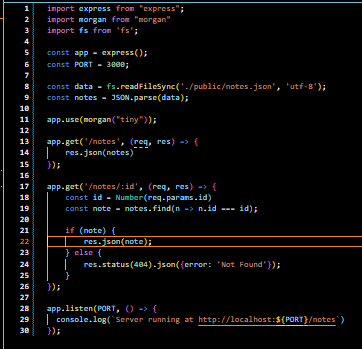 1 import express from "express";
2 import morgan from "morgan"
3 import fs from 'fs';
4
5 const app = express();
6 const PORT = 3000;
7
8 const data = fs.readFileSync('./public/notes.json', 'utf-8');
9 const notes = JSON.parse(data);
10
11 app.use(morgan("tiny"));
12
13 app.get('/notes', (req, res) => {
14 res.json(notes)
15 });
16
17 app.get('/notes/:id', (req, res) => {
18 const id = Number(req.params.id)
19 const note = notes.find(n => n.id === id);
20
21 if (note) {
22 res.json(note);
23 } else {
24 res.status(404).json({error: 'Not Found'});
25 }
26 });
27
28 app.listen(PORT, () => {
29 console.log(`Server running at http://localhost:${PORT}/notes`)
30 });